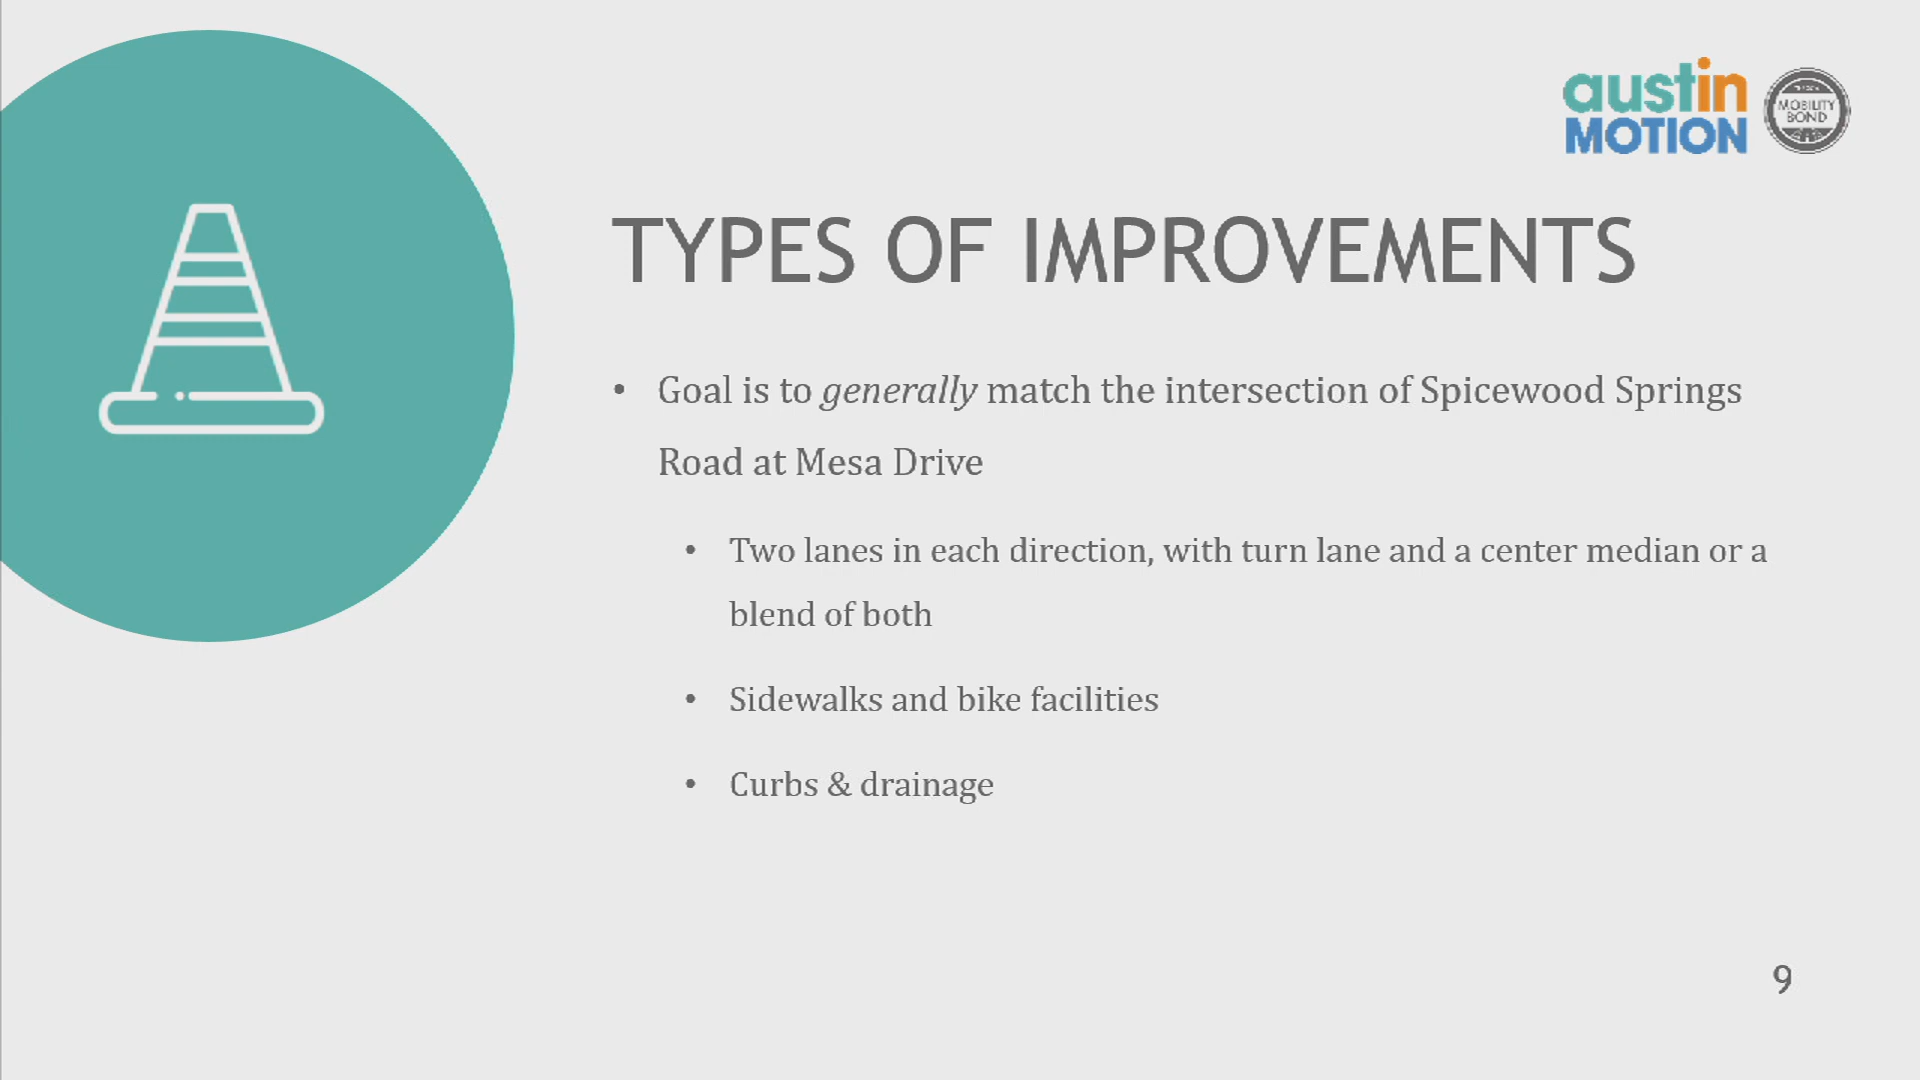 austin
MOTION
MOBILITY
BOND
TYPES OF IMPROVEMENTS
• Goal is to generally match the intersection of Spicewood Springs
Road at Mesa Drive
• Two lanes in each direction, with turn lane and a center median or a
blend of both
• Sidewalks and bike facilities
• Curbs & drainage
9